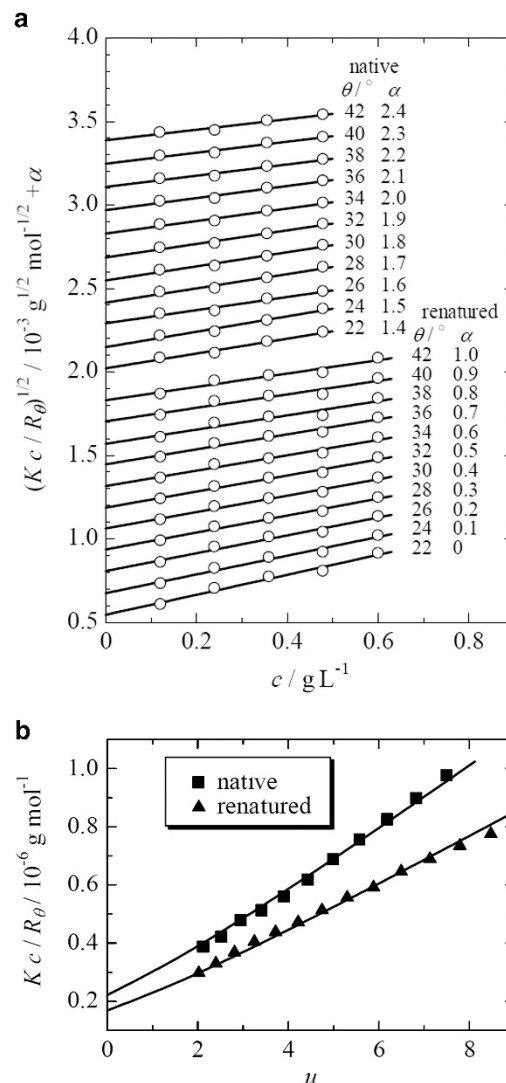 a
(K c / R_θ)^1/2 / 10^-3 g^1/2 mol^-1/2 + α
4.0
3.5
3.0
2.5
2.0
1.5
1.0
0.5
native
θ / ° α
42 2.4
40 2.3
38 2.2
36 2.1
34 2.0
32 1.9
30 1.8
28 1.7
26 1.6
24 1.5
22 1.4
renatured
θ / ° α
42 1.0
40 0.9
38 0.8
36 0.7
34 0.6
32 0.5
30 0.4
28 0.3
26 0.2
24 0.1
22 0
0 0.2 0.4 0.6 0.8
c / g L^-1
b
K c / R_θ / 10^-6 g mol^-1
1.0
0.8
0.6
0.4
0.2
native
renatured
0 2 4 6 8
u